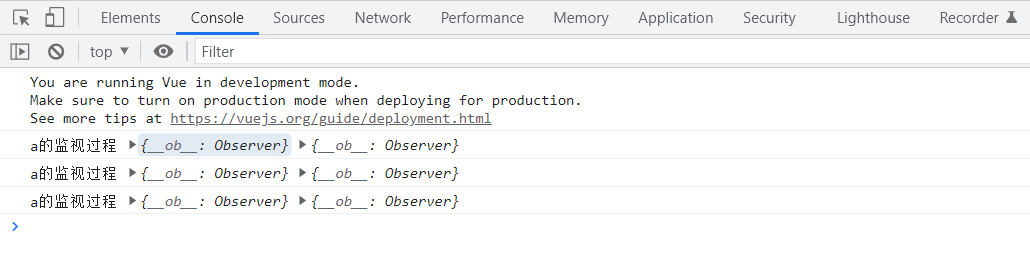 Elements Console Sources Network Performance Memory Application Security Lighthouse Recorder
top ▼ Filter
You are running Vue in development mode.
Make sure to turn on production mode when deploying for production.
See more tips at https://vuejs.org/guide/deployment.html
a的监视过程 ▶{__ob__: Observer} ▶{__ob__: Observer}
a的监视过程 ▶{__ob__: Observer} ▶{__ob__: Observer}
a的监视过程 ▶{__ob__: Observer} ▶{__ob__: Observer}